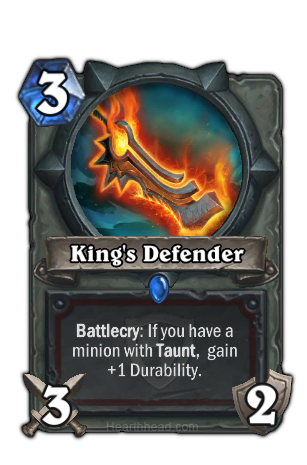 3
King's Defender
Battlecry: If you have a
minion with Taunt, gain
+1 Durability.
3
2
Hearthhead.com